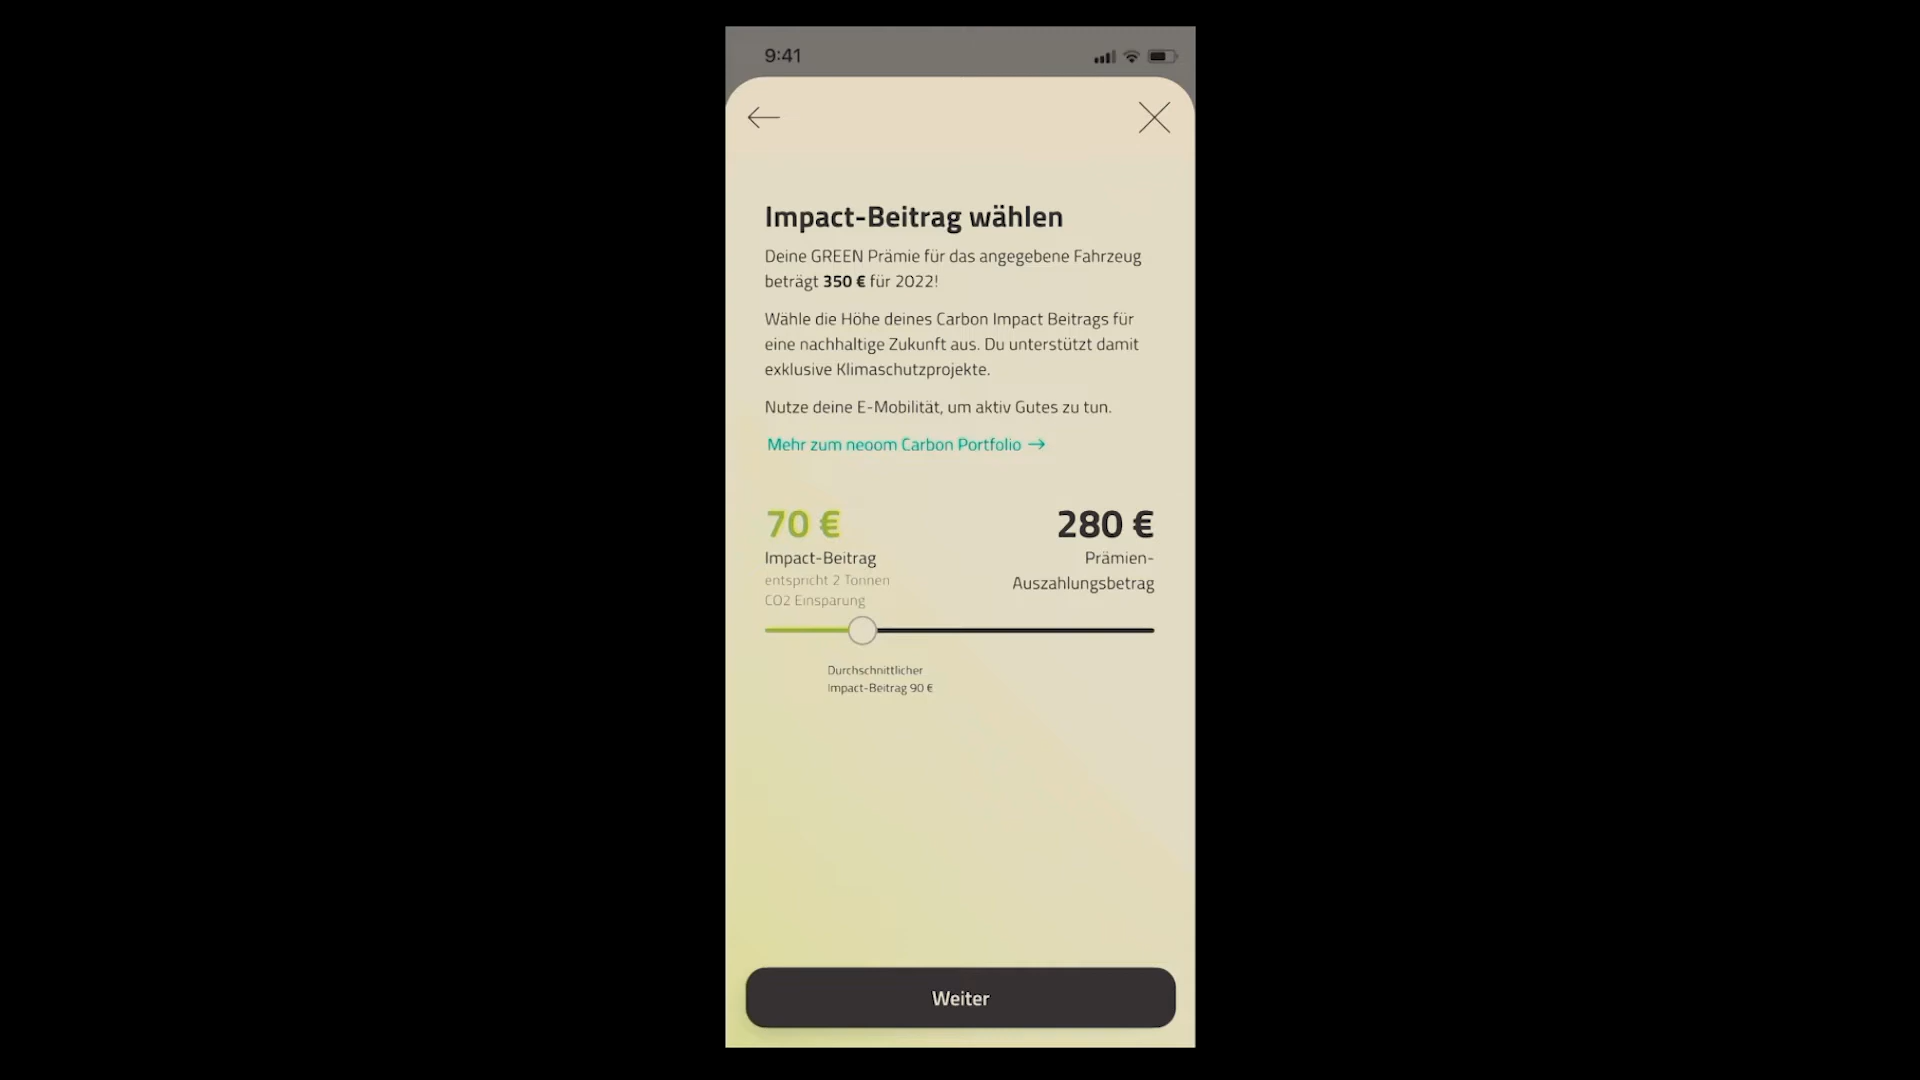 9:41
Impact-Beitrag wählen
Deine GREEN Prämie für das angegebene Fahrzeug
beträgt 350 € für 2022!
Wähle die Höhe deines Carbon Impact Beitrags für
eine nachhaltige Zukunft aus. Du unterstützt damit
exklusive Klimaschutzprojekte.
Nutze deine E-Mobilität, um aktiv Gutes zu tun.
Mehr zum neoom Carbon Portfolio →
70 €
Impact-Beitrag
entspricht 2 Tonnen
CO2 Einsparung
280 €
Prämien-
Auszahlungsbetrag
Durchschnittlicher
Impact-Beitrag 90 €
Weiter